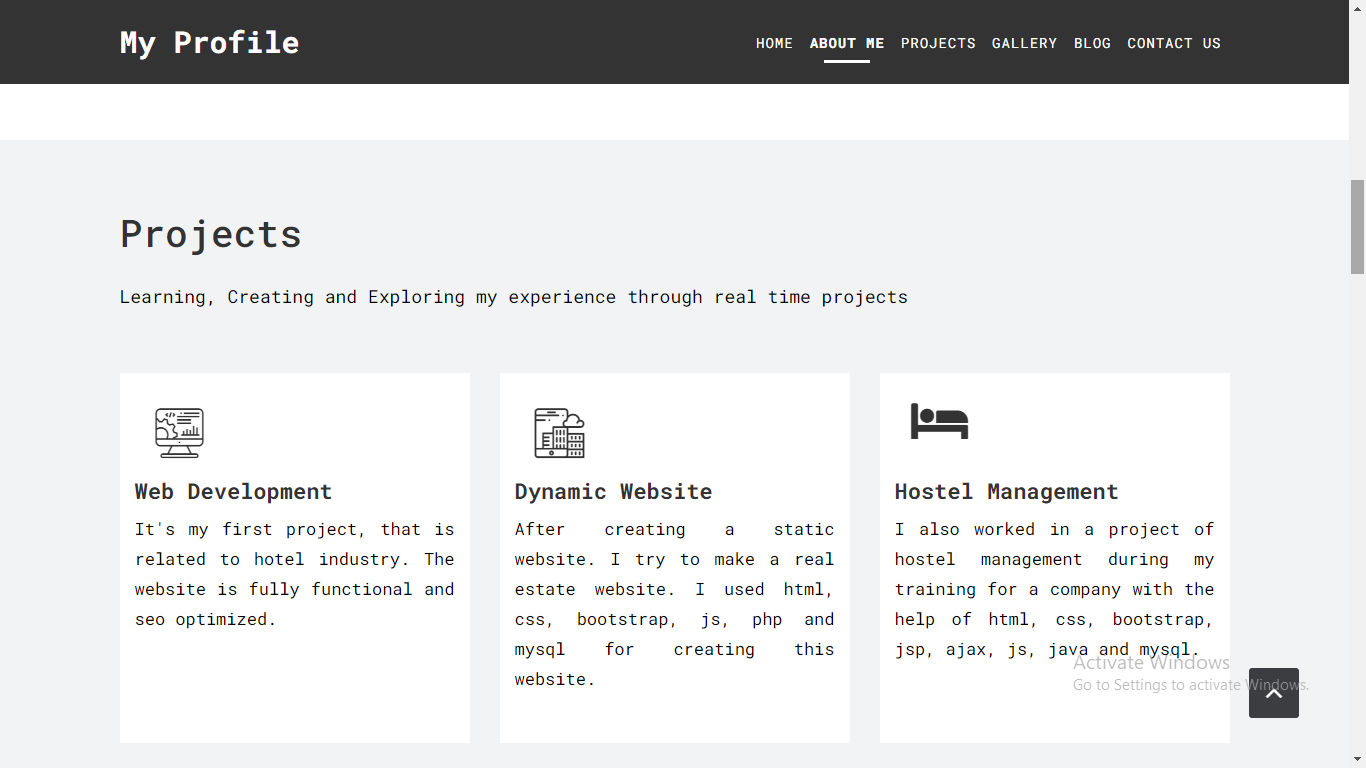 My Profile
HOME ABOUT ME PROJECTS GALLERY BLOG CONTACT US
Projects
Learning, Creating and Exploring my experience through real time projects
Web Development
It's my first project, that is
related to hotel industry. The
website is fully functional and
seo optimized.
Dynamic Website
After creating a static
website. I try to make a real
estate website. I used html,
css, bootstrap, js, php and
mysql for creating this
website.
Hostel Management
I also worked in a project of
hostel management during my
training for a company with the
help of html, css, bootstrap,
jsp, ajax, js, java and mysql.
Activate Windows
Go to Settings to activate Windows.